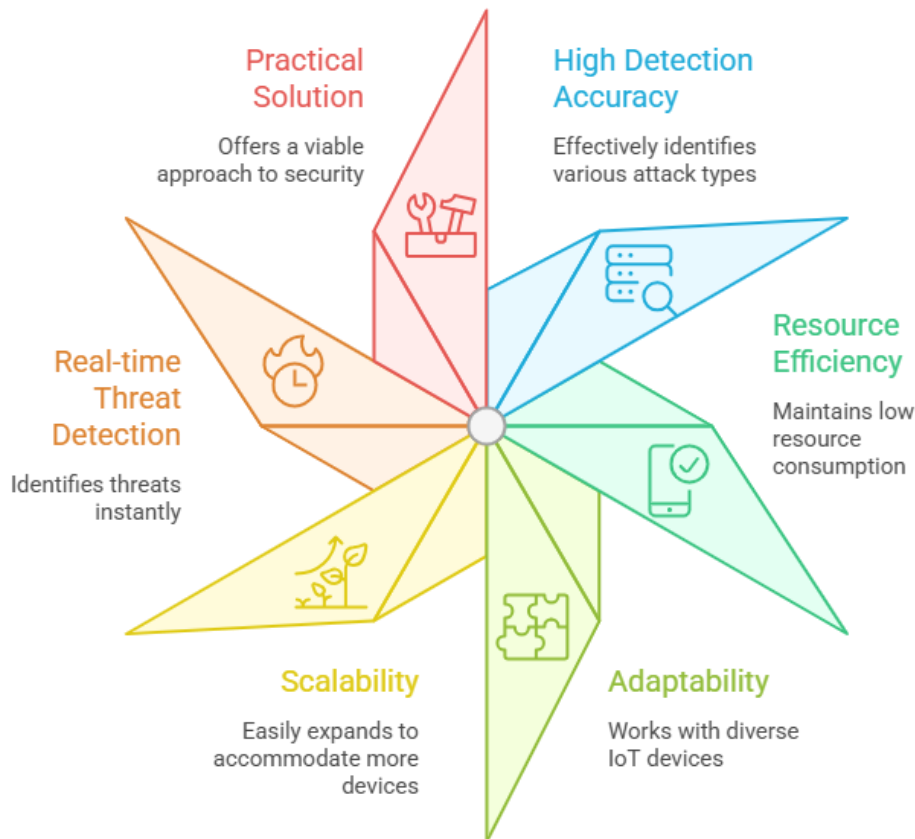 Practical
Solution
Offers a viable
approach to security
High Detection
Accuracy
Effectively identifies
various attack types
Resource
Efficiency
Maintains low
resource
consumption
Real-time
Threat
Detection
Identifies threats
instantly
Scalability
Easily expands to
accommodate more
devices
Adaptability
Works with diverse
IoT devices